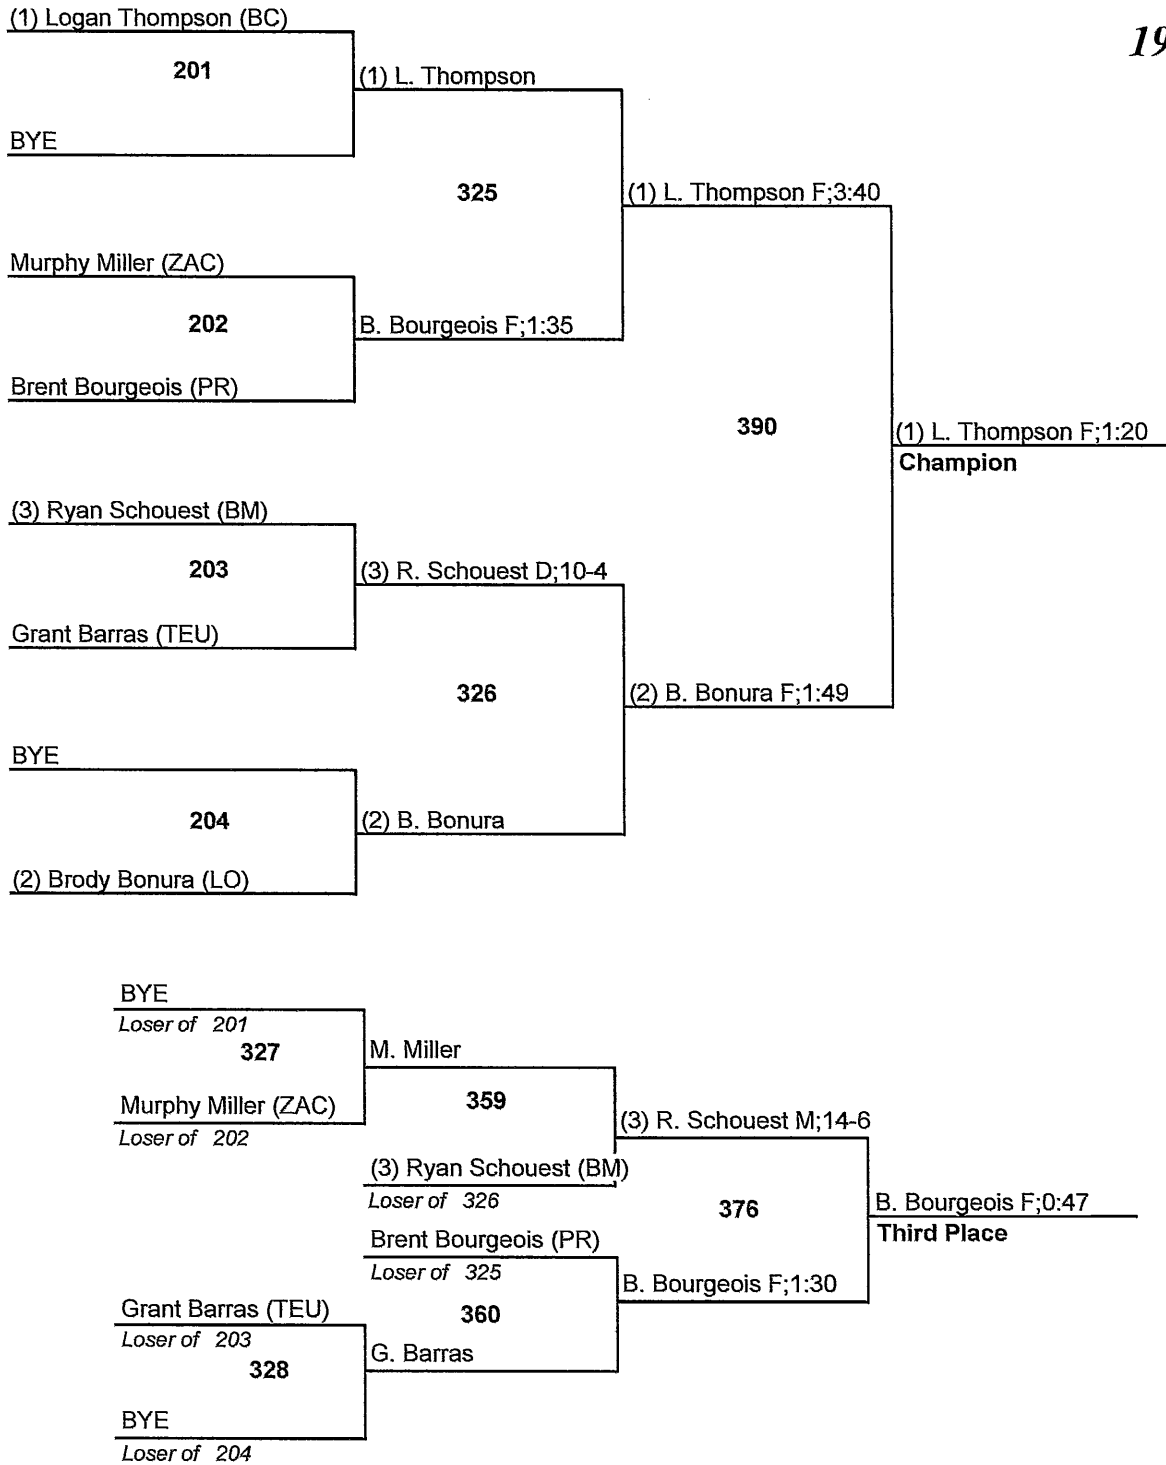 (1) Logan Thompson (BC)
19
201
(1) L. Thompson
BYE
325
(1) L. Thompson F;3:40
Murphy Miller (ZAC)
202
B. Bourgeois F;1:35
Brent Bourgeois (PR)
390
(1) L. Thompson F;1:20
Champion
(3) Ryan Schouest (BM)
203
(3) R. Schouest D;10-4
Grant Barras (TEU)
326
(2) B. Bonura F;1:49
BYE
204
(2) B. Bonura
(2) Brody Bonura (LO)
BYE
Loser of 201
327
M. Miller
Murphy Miller (ZAC)
Loser of 202
359
(3) R. Schouest M;14-6
(3) Ryan Schouest (BM)
Loser of 326
376
B. Bourgeois F;0:47
Third Place
Brent Bourgeois (PR)
Loser of 325
B. Bourgeois F;1:30
Grant Barras (TEU)
Loser of 203
360
328
G. Barras
BYE
Loser of 204